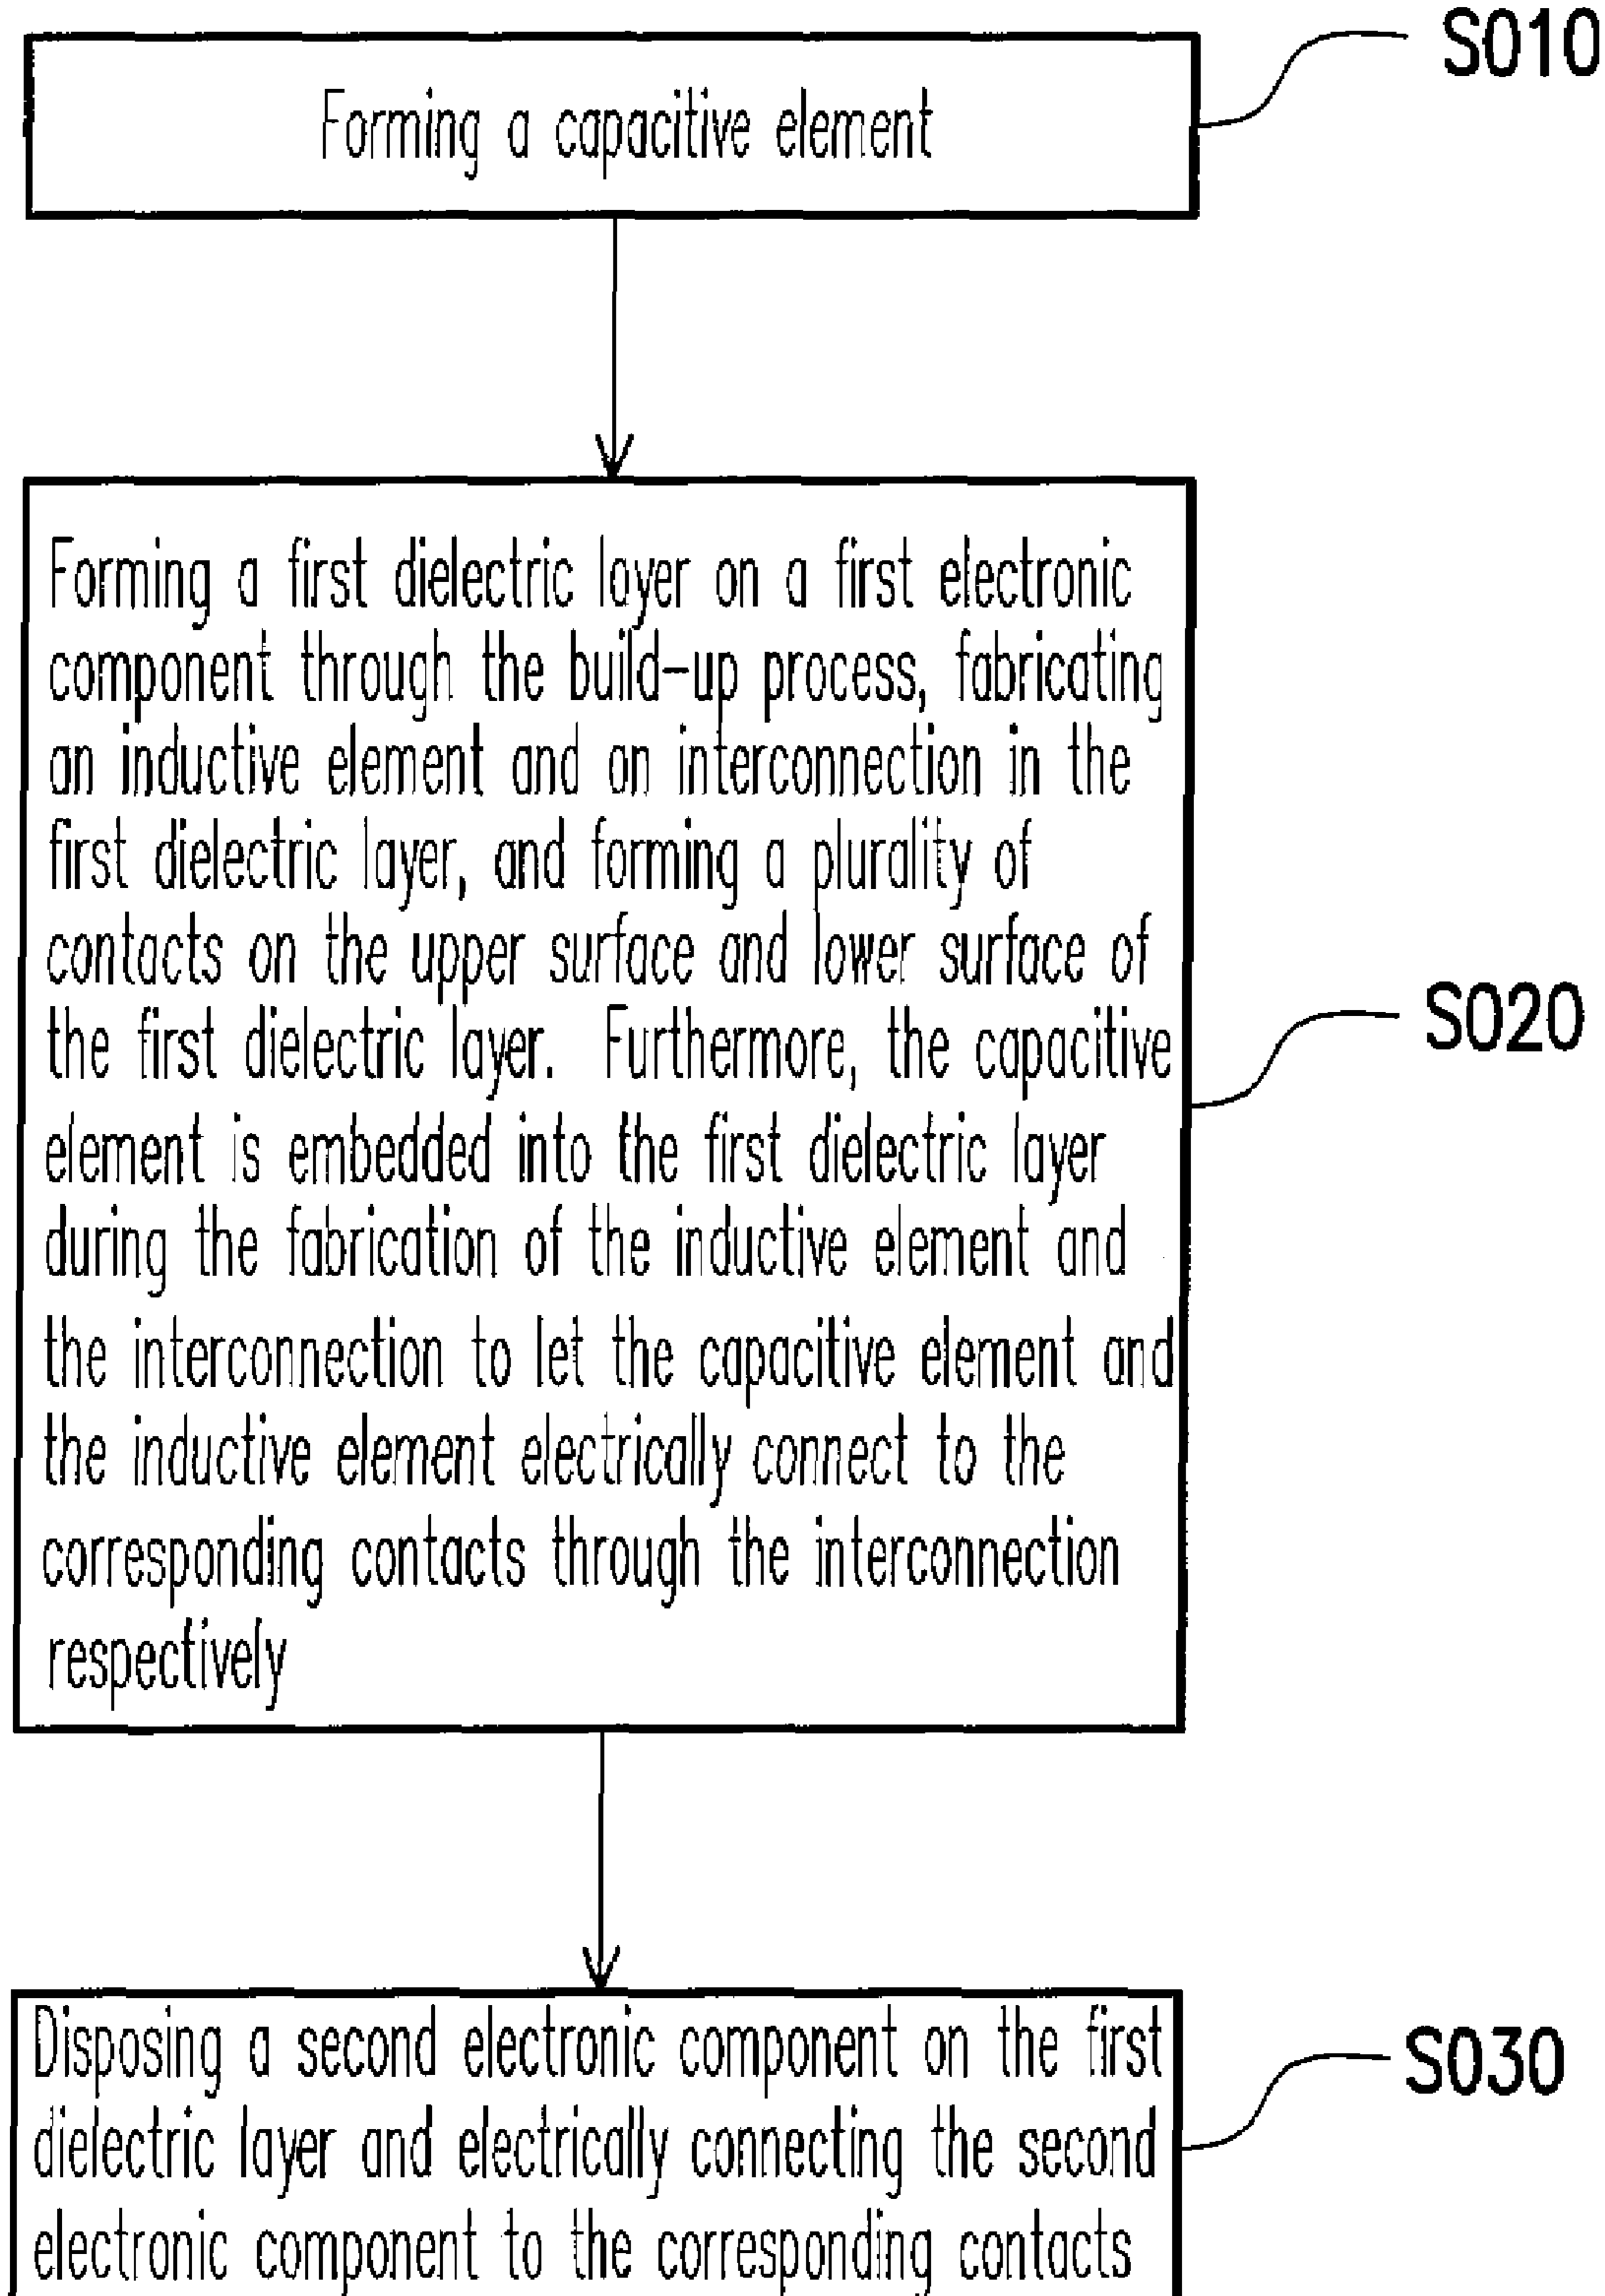 S010
Forming a capacitive element
Forming a first dielectric layer on a first electronic
component through the build-up process, fabricating
an inductive element and an interconnection in the
first dielectric layer, and forming a plurality of
contacts on the upper surface and lower surface of
the first dielectric layer. Furthermore, the capacitive
element is embedded into the first dielectric layer
during the fabrication of the inductive element and
the interconnection to let the capacitive element and
the inductive element electrically connect to the
corresponding contacts through the interconnection
respectively
S020
Disposing a second electronic component on the first
dielectric layer and electrically connecting the second
electronic component to the corresponding contacts
S030